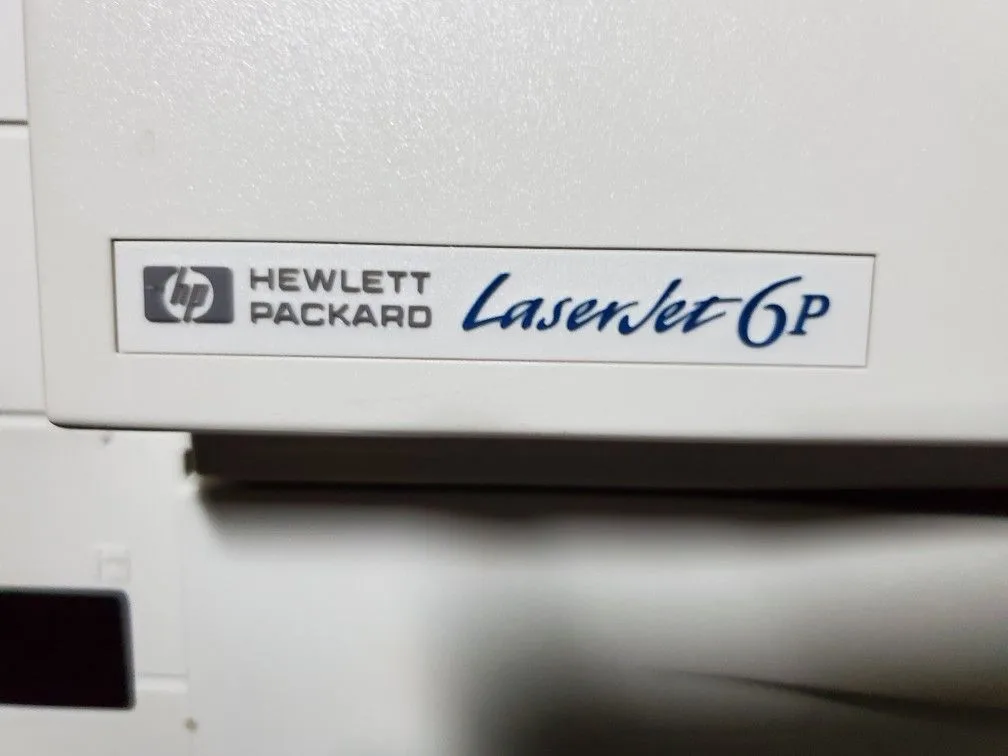 hp HEWLETT
PACKARD
LaserJet 6P